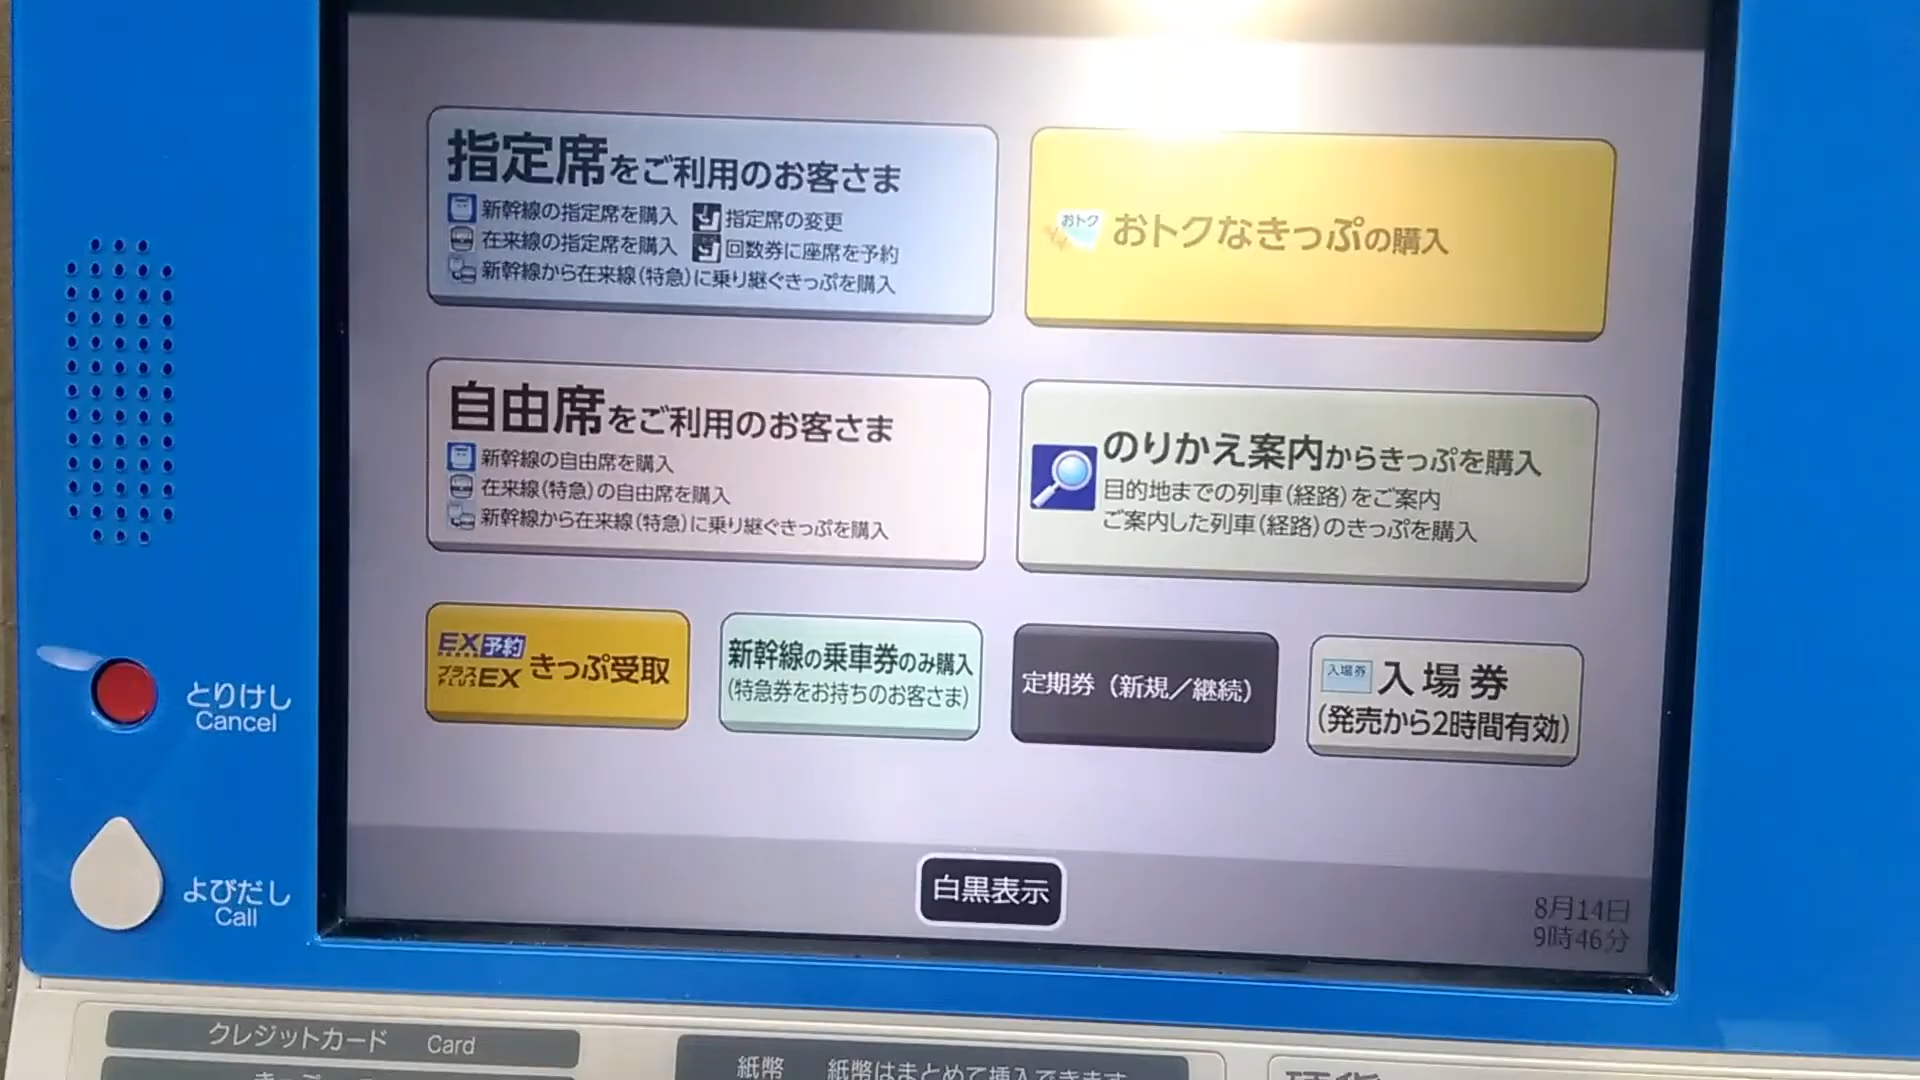 指定席をご利用のお客さま
新幹線の指定席を購入 指定席の変更
在来線の指定席を購入 回数券に座席を予約
新幹線から在来線(特急)に乗り継ぐきっぷを購入
おトク おトクなきっぷの購入
自由席をご利用のお客さま
新幹線の自由席を購入
在来線(特急)の自由席を購入
新幹線から在来線(特急)に乗り継ぐきっぷを購入
のりかえ案内からきっぷを購入
目的地までの列車(経路)をご案内
ご案内した列車(経路)のきっぷを購入
EX予約
プラスEX
PLUS
きっぷ受取
新幹線の乗車券のみ購入
(特急券をお持ちのお客さま)
定期券(新規/継続)
入場券 入場券
(発売から2時間有効)
とりけし
Cancel
よびだし
Call
白黒表示
8月14日
9時46分
クレジットカード Card
紙幣 紙幣はまとめて挿入できます